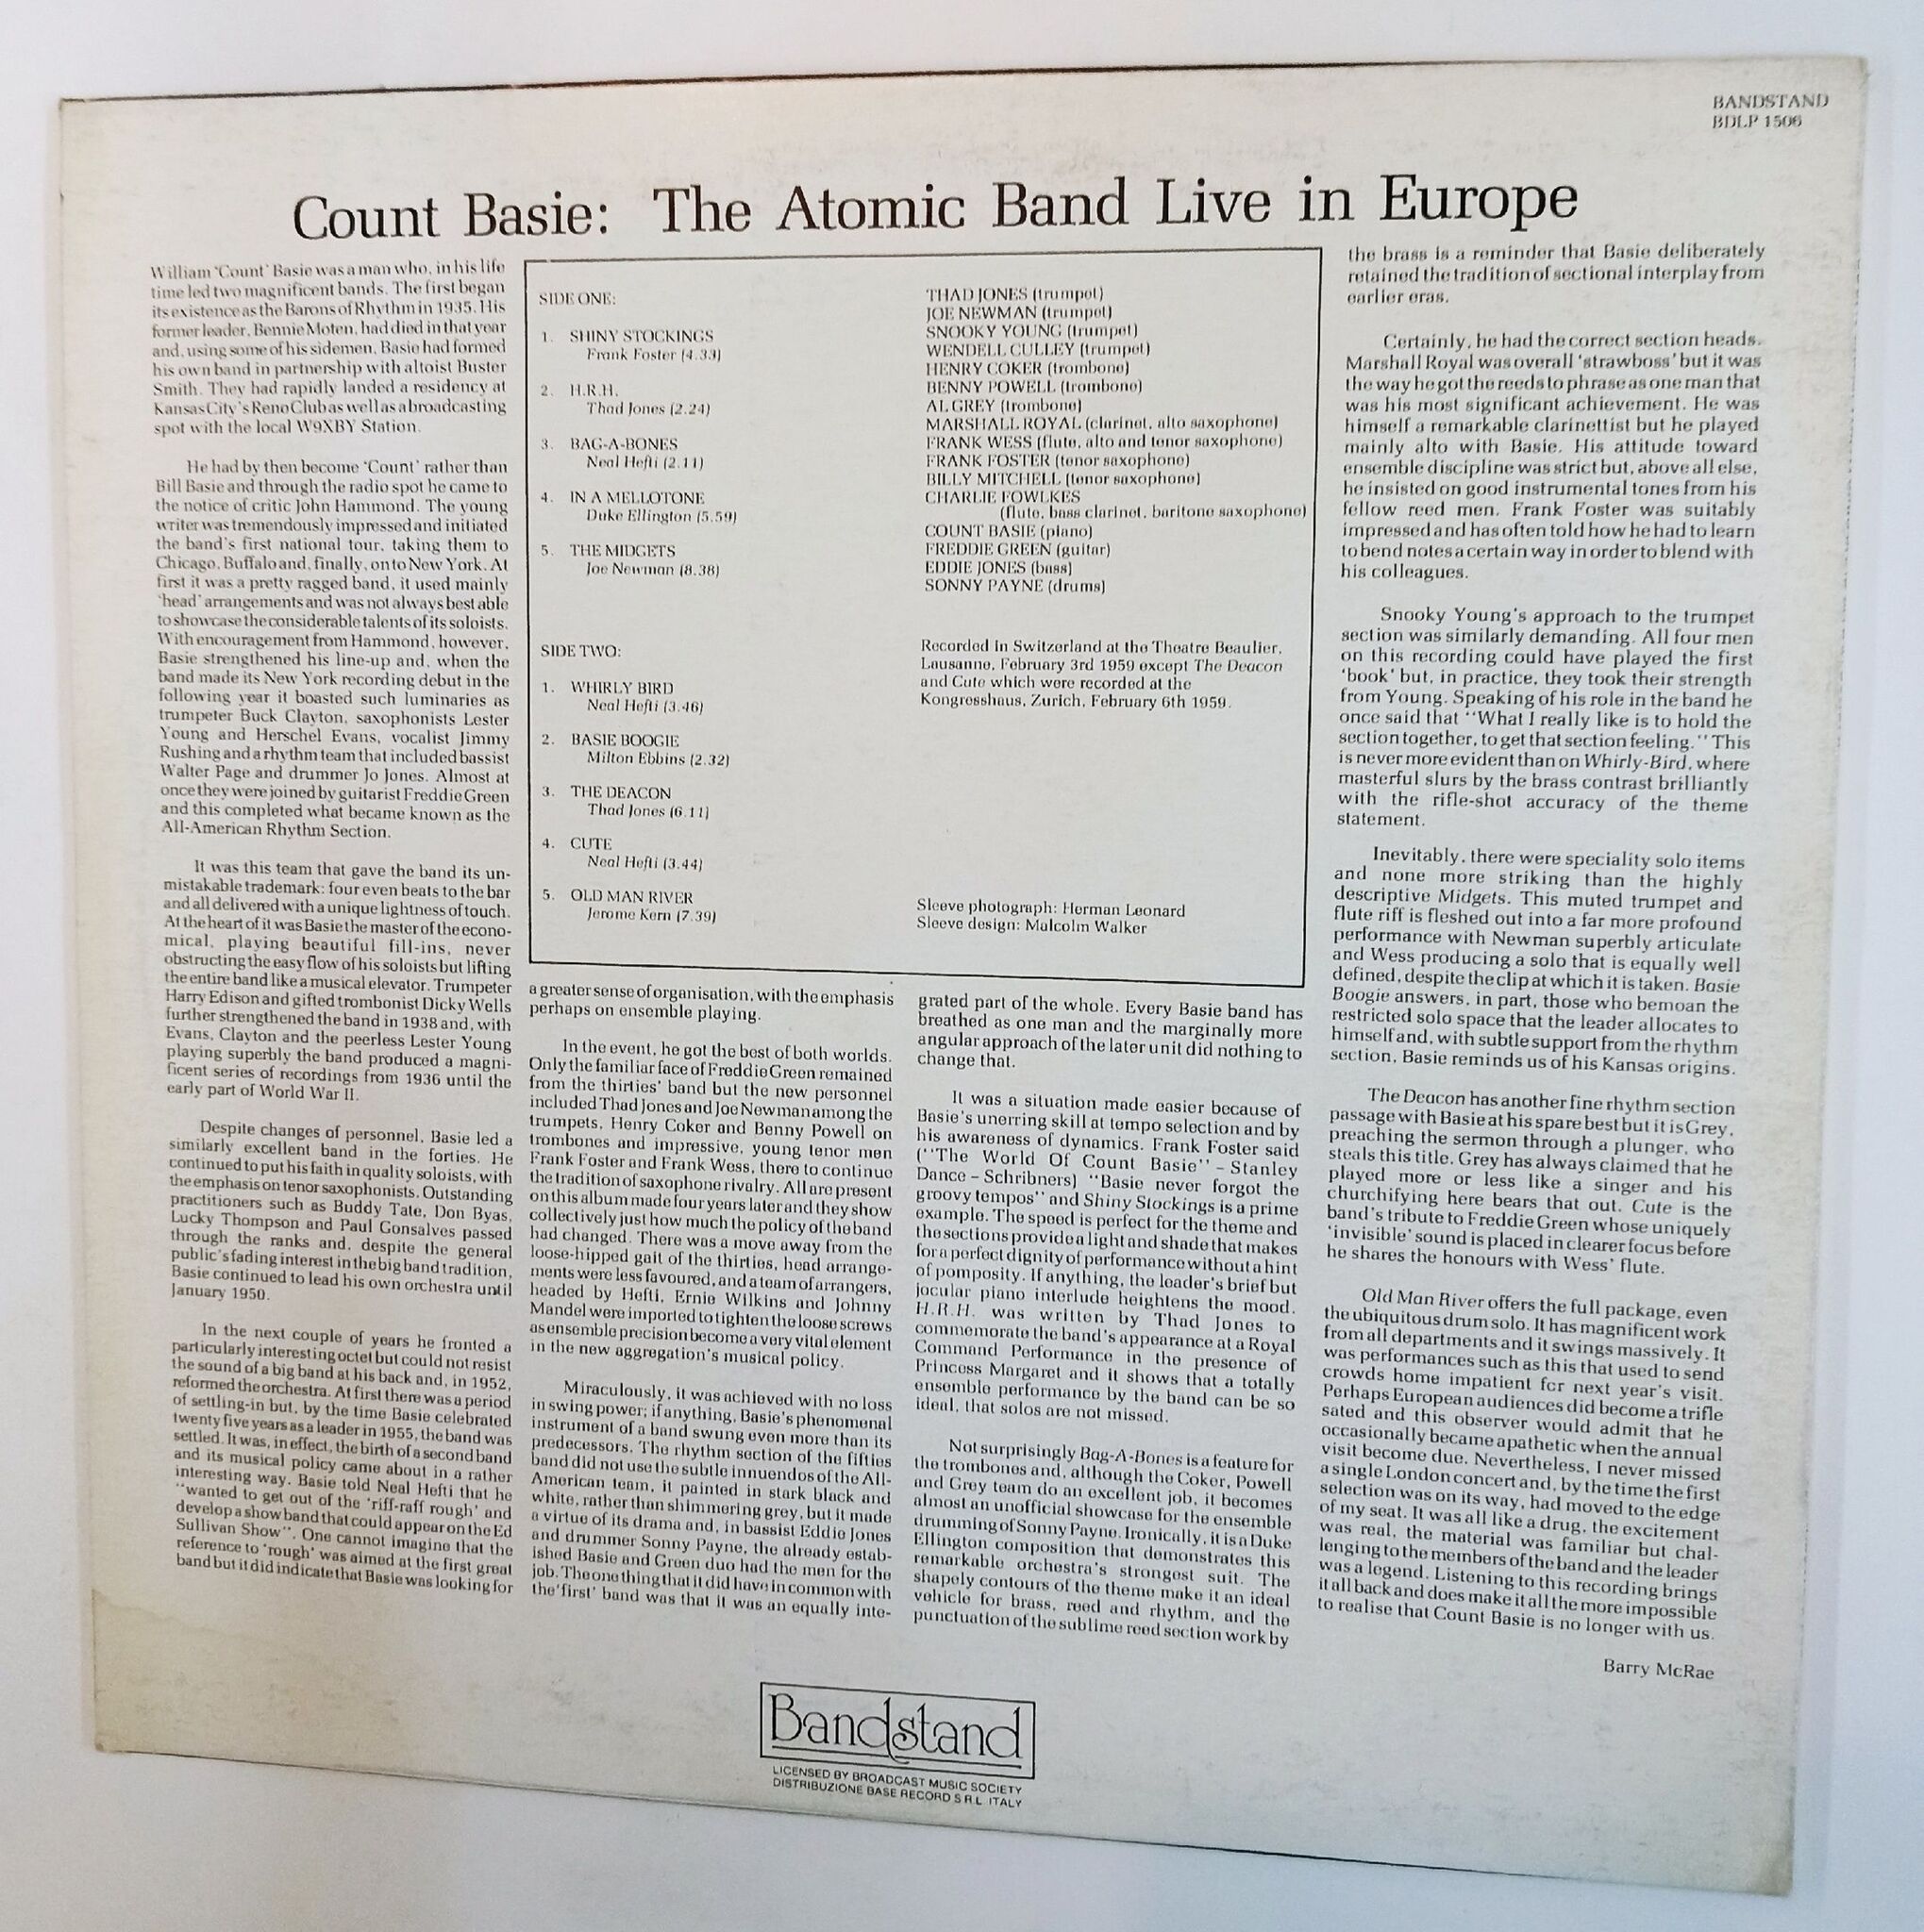 BANDSTAND
BDLP 1506
Count Basie: The Atomic Band Live in Europe
William 'Count' Basie was a man who, in his life
time led two magnificent bands. The first began
its existence as the Barons of Rhythm in 1935. His
former leader, Bennie Moten, had died in that year
and, using some of his sidemen, Basie had formed
his own band in partnership with altoist Buster
Smith. They had rapidly landed a residency at
Kansas City's Reno Club as well as a broadcasting
spot with the local W9XBY Station.
He had by then become 'Count' rather than
Bill Basie and through the radio spot he came to
the notice of critic John Hammond. The young
writer was tremendously impressed and initiated
the band's first national tour, taking them to
Chicago, Buffalo and, finally, on to New York. At
first it was a pretty ragged band, it used mainly
'head' arrangements and was not always best able
to showcase the considerable talents of its soloists.
With encouragement from Hammond, however,
Basie strengthened his line-up and, when the
band made its New York recording debut in the
following year it boasted such luminaries as
trumpeter Buck Clayton, saxophonists Lester
Young and Herschel Evans, vocalist Jimmy
Rushing and a rhythm team that included bassist
Walter Page and drummer Jo Jones. Almost at
once they were joined by guitarist Freddie Green
and this completed what became known as the
All-American Rhythm Section.
It was this team that gave the band its un-
mistakable trademark: four even beats to the bar
and all delivered with a unique lightness of touch.
At the heart of it was Basie the master of the econo-
mical, playing beautiful fill-ins, never
obstructing the easy flow of his soloists but lifting
the entire band like a musical elevator. Trumpeter
Harry Edison and gifted trombonist Dicky Wells
further strengthened the band in 1938 and, with
Evans, Clayton and the peerless Lester Young
playing superbly the band produced a magni-
ficent series of recordings from 1936 until the
early part of World War II.
Despite changes of personnel, Basie led a
similarly excellent band in the forties. He
continued to put his faith in quality soloists, with
the emphasis on tenor saxophonists. Outstanding
practitioners such as Buddy Tate, Don Byas,
Lucky Thompson and Paul Gonsalves passed
through the ranks and, despite the general
public's fading interest in the big band tradition,
Basie continued to lead his own orchestra until
January 1950.
In the next couple of years he fronted a
particularly interesting octet but could not resist
the sound of a big band at his back and, in 1952,
reformed the orchestra. At first there was a period
of settling-in but, by the time Basie celebrated
twenty five years as a leader in 1955, the band was
settled. It was, in effect, the birth of a second band
and its musical policy came about in a rather
interesting way. Basie told Neal Hefti that he
"wanted to get out of the 'riff-raff rough' and
develop a show band that could appear on the Ed
Sullivan Show". One cannot imagine that the
reference to 'rough' was aimed at the first great
band but it did indicate that Basie was looking for
SIDE ONE:
1. SHINY STOCKINGS
Frank Foster (4.33)
2. H.R.H.
Thad Jones (2.24)
3. BAG-A-BONES
Neal Hefti (2.11)
4. IN A MELLOTONE
Duke Ellington (5.59)
5. THE MIDGETS
Joe Newman (8.38)
SIDE TWO:
1. WHIRLY BIRD
Neal Hefti (3.46)
2. BASIE BOOGIE
Milton Ebbins (2.32)
3. THE DEACON
Thad Jones (6.11)
4. CUTE
Neal Hefti (3.44)
5. OLD MAN RIVER
Jerome Kern (7.39)
THAD JONES (trumpet)
JOE NEWMAN (trumpet)
SNOOKY YOUNG (trumpet)
WENDELL CULLEY (trumpet)
HENRY COKER (trombone)
BENNY POWELL (trombone)
AL GREY (trombone)
MARSHALL ROYAL (clarinet, alto saxophone)
FRANK WESS (flute, alto and tenor saxophone)
FRANK FOSTER (tenor saxophone)
BILLY MITCHELL (tenor saxophone)
CHARLIE FOWLKES
(flute, bass clarinet, baritone saxophone)
COUNT BASIE (piano)
FREDDIE GREEN (guitar)
EDDIE JONES (bass)
SONNY PAYNE (drums)
Recorded in Switzerland at the Theatre Beaulier,
Lausanne, February 3rd 1959 except The Deacon
and Cute which were recorded at the
Kongresshaus, Zurich, February 6th 1959.
Sleeve photograph: Herman Leonard
Sleeve design: Malcolm Walker
a greater sense of organisation, with the emphasis
perhaps on ensemble playing.
In the event, he got the best of both worlds.
Only the familiar face of Freddie Green remained
from the thirties' band but the new personnel
included Thad Jones and Joe Newman among the
trumpets, Henry Coker and Benny Powell on
trombones and impressive, young tenor men
Frank Foster and Frank Wess, there to continue
the tradition of saxophone rivalry. All are present
on this album made four years later and they show
collectively just how much the policy of the band
had changed. There was a move away from the
loose-hipped gait of the thirties, head arrange-
ments were less favoured, and a team of arrangers,
headed by Hefti, Ernie Wilkins and Johnny
Mandel were imported to tighten the loose screws
as ensemble precision become a very vital element
in the new aggregation's musical policy.
Miraculously, it was achieved with no loss
in swing power; if anything, Basie's phenomenal
instrument of a band swung even more than its
predecessors. The rhythm section of the fifties
band did not use the subtle innuendos of the All-
American team, it painted in stark black and
white, rather than shimmering grey, but it made
a virtue of its drama and, in bassist Eddie Jones
and drummer Sonny Payne, the already estab-
lished Basie and Green duo had the men for the
job. The one thing that it did have in common with
the 'first' band was that it was an equally inte-
grated part of the whole. Every Basie band has
breathed as one man and the marginally more
angular approach of the later unit did nothing to
change that.
It was a situation made easier because of
Basie's unerring skill at tempo selection and by
his awareness of dynamics. Frank Foster said
("The World Of Count Basie" – Stanley
Dance – Schribners) "Basie never forgot the
groovy tempos" and Shiny Stockings is a prime
example. The speed is perfect for the theme and
the sections provide a light and shade that makes
for a perfect dignity of performance without a hint
of pomposity. If anything, the leader's brief but
jocular piano interlude heightens the mood.
H.R.H. was written by Thad Jones to
commemorate the band's appearance at a Royal
Command Performance in the presence of
Princess Margaret and it shows that a totally
ensemble performance by the band can be so
ideal, that solos are not missed.
Not surprisingly Bag-A-Bones is a feature for
the trombones and, although the Coker, Powell
and Grey team do an excellent job, it becomes
almost an unofficial showcase for the ensemble
drumming of Sonny Payne. Ironically, it is a Duke
Ellington composition that demonstrates this
remarkable orchestra's strongest suit. The
shapely contours of the theme make it an ideal
vehicle for brass, reed and rhythm, and the
punctuation of the sublime reed section work by
the brass is a reminder that Basie deliberately
retained the tradition of sectional interplay from
earlier eras.
Certainly, he had the correct section heads.
Marshall Royal was overall 'strawboss' but it was
the way he got the reeds to phrase as one man that
was his most significant achievement. He was
himself a remarkable clarinettist but he played
mainly alto with Basie. His attitude toward
ensemble discipline was strict but, above all else,
he insisted on good instrumental tones from his
fellow reed men. Frank Foster was suitably
impressed and has often told how he had to learn
to bend notes a certain way in order to blend with
his colleagues.
Snooky Young's approach to the trumpet
section was similarly demanding. All four men
on this recording could have played the first
'book' but, in practice, they took their strength
from Young. Speaking of his role in the band he
once said that "What I really like is to hold the
section together, to get that section feeling." This
is never more evident than on Whirly-Bird, where
masterful slurs by the brass contrast brilliantly
with the rifle-shot accuracy of the theme
statement.
Inevitably, there were speciality solo items
and none more striking than the highly
descriptive Midgets. This muted trumpet and
flute riff is fleshed out into a far more profound
performance with Newman superbly articulate
and Wess producing a solo that is equally well
defined, despite the clip at which it is taken. Basie
Boogie answers, in part, those who bemoan the
restricted solo space that the leader allocates to
himself and, with subtle support from the rhythm
section, Basie reminds us of his Kansas origins.
The Deacon has another fine rhythm section
passage with Basie at his spare best but it is Grey,
preaching the sermon through a plunger, who
steals this title. Grey has always claimed that he
played more or less like a singer and his
churchifying here bears that out. Cute is the
band's tribute to Freddie Green whose uniquely
'invisible' sound is placed in clearer focus before
he shares the honours with Wess' flute.
Old Man River offers the full package, even
the ubiquitous drum solo. It has magnificent work
from all departments and it swings massively. It
was performances such as this that used to send
crowds home impatient for next year's visit.
Perhaps European audiences did become a trifle
sated and this observer would admit that he
occasionally became apathetic when the annual
visit become due. Nevertheless, I never missed
a single London concert and, by the time the first
selection was on its way, had moved to the edge
of my seat. It was all like a drug, the excitement
was real, the material was familiar but chal-
lenging to the members of the band and the leader
was a legend. Listening to this recording brings
it all back and does make it all the more impossible
to realise that Count Basie is no longer with us.
Barry McRae
Bandstand
LICENSED BY BROADCAST MUSIC SOCIETY
DISTRIBUZIONE BASE RECORD S.R.L. ITALY